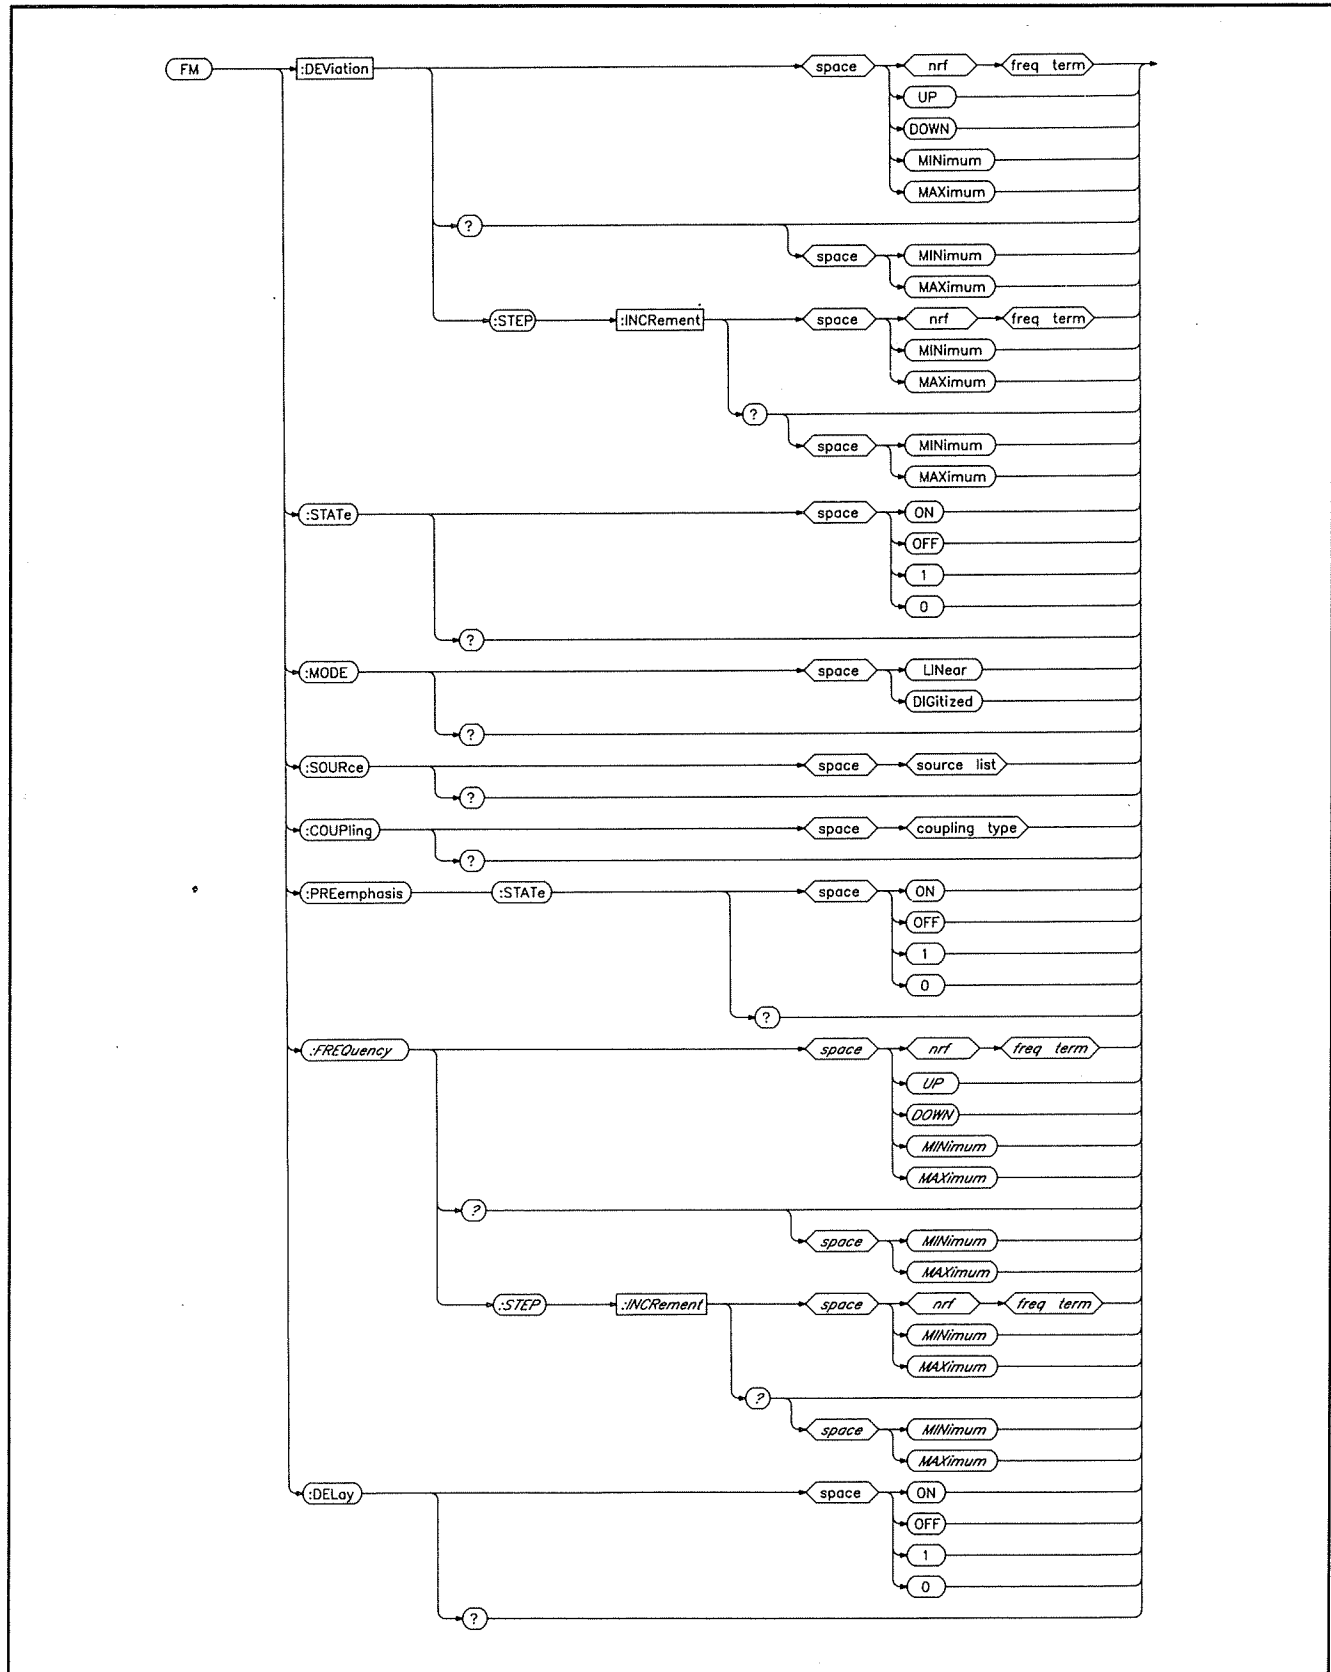 FM :DEViation space nrf freq term
UP
DOWN
MINimum
MAXimum
?
space MINimum
MAXimum
:STEP :INCRement space nrf freq term
MINimum
MAXimum
?
space MINimum
MAXimum
:STATe space ON
OFF
1
0
?
:MODE space LINear
DIGitized
?
:SOURce space source list
?
:COUPling space coupling type
?
:PREemphasis :STATe space ON
OFF
1
0
?
:FREQuency space nrf freq term
UP
DOWN
MINimum
MAXimum
?
space MINimum
MAXimum
:STEP :INCRement space nrf freq term
MINimum
MAXimum
?
space MINimum
MAXimum
:DELay space ON
OFF
1
0
?